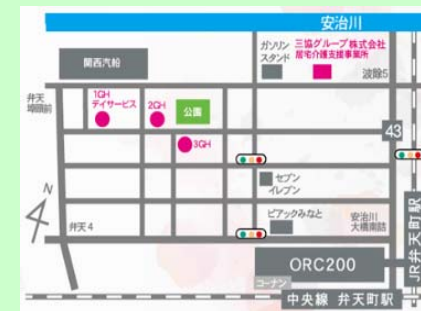 安治川
ガソリン
スタンド
三協グループ株式会社
居宅介護支援事業所
関西汽船
波除5
弁天
埠頭前
1GH
デイサービス
2GH
公園
3GH
43
セブン
イレブン
N
弁天4
ピアックみなと
安治川
大橋南詰
ORC200
コーナン
中央線 弁天町駅
JR弁天町駅